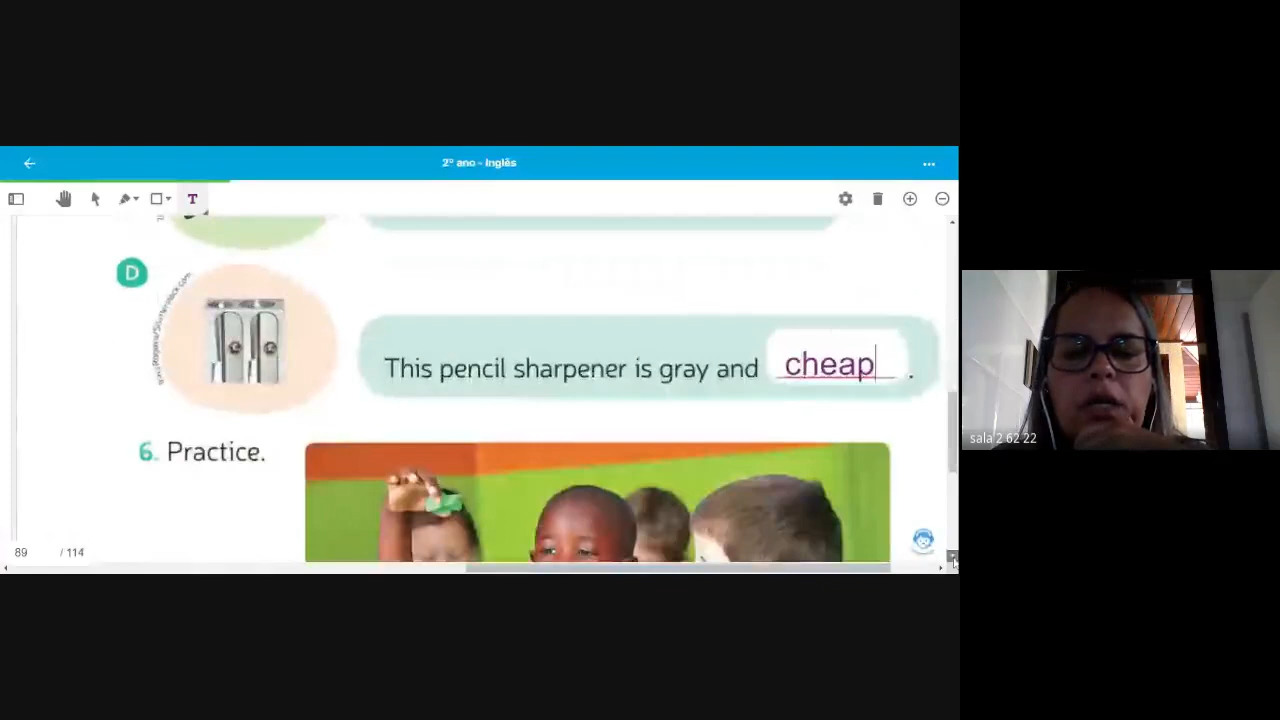 2º ano - Inglês
D
This pencil sharpener is gray and cheap.
6. Practice.
89 / 114
sala 2 62 22